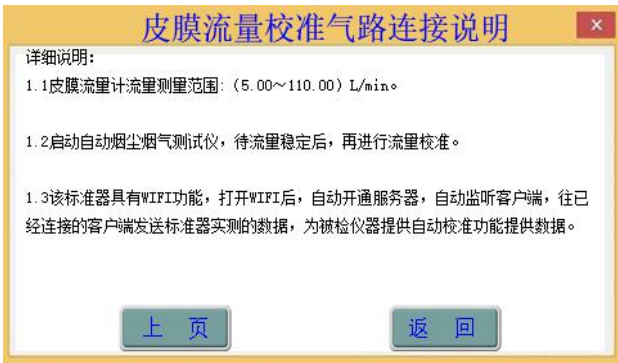 皮膜流量校准气路连接说明
×
详细说明：
1.1皮膜流量计流量测量范围：（5.00～110.00）L/min。
1.2启动自动烟尘烟气测试仪，待流量稳定后，再进行流量校准。
1.3该标准器具有WIFI功能，打开WIFI后，自动开通服务器，自动监听客户端，往已
经连接的客户端发送标准器实测的数据，为被检仪器提供自动校准功能提供数据。
上 页
返 回